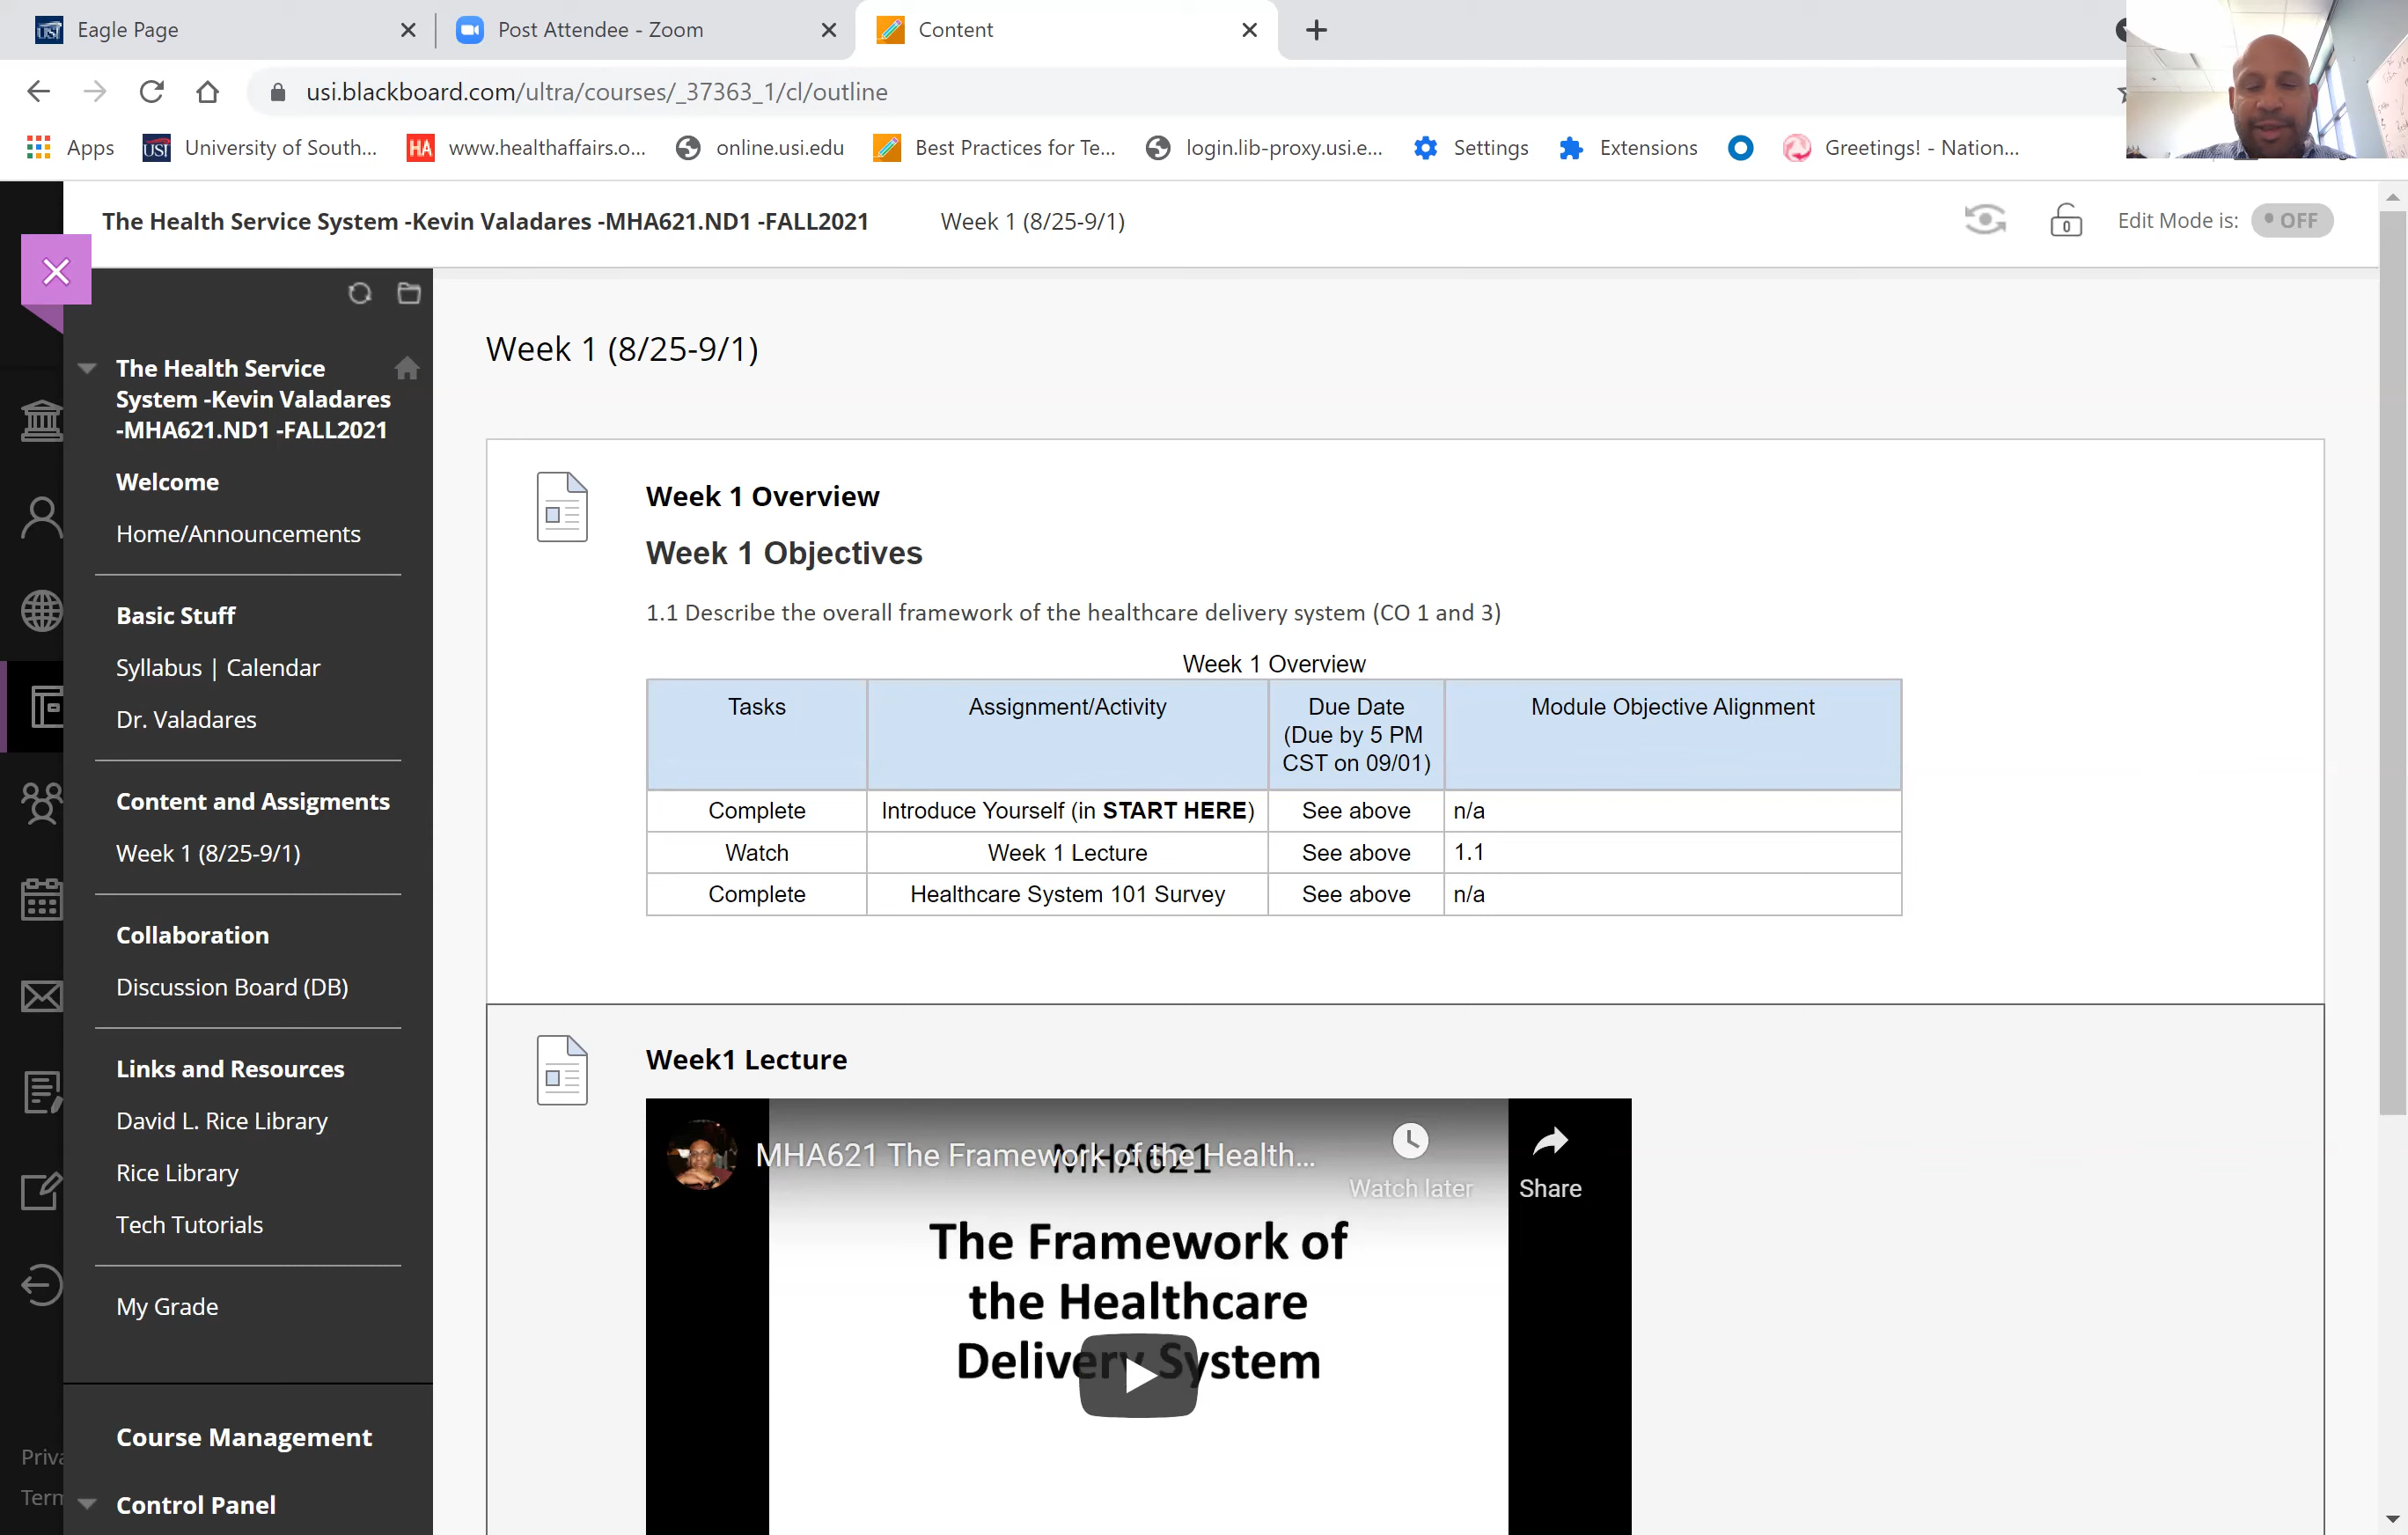 Eagle Page
Post Attendee - Zoom
Content
usi.blackboard.com/ultra/courses/_37363_1/cl/outline
Apps
USI
University of South...
HA
www.healthaffairs.o...
online.usi.edu
Best Practices for Te...
login.lib-proxy.usi.e...
Settings
Extensions
Greetings! - Nation...
The Health Service System -Kevin Valadares -MHA621.ND1 -FALL2021
Week 1 (8/25-9/1)
Edit Mode is:
OFF
The Health Service
System -Kevin Valadares
-MHA621.ND1 -FALL2021
Welcome
Home/Announcements
Basic Stuff
Syllabus | Calendar
Dr. Valadares
Content and Assigments
Week 1 (8/25-9/1)
Collaboration
Discussion Board (DB)
Links and Resources
David L. Rice Library
Rice Library
Tech Tutorials
My Grade
Course Management
Control Panel
Priva
Term
Week 1 (8/25-9/1)
Week 1 Overview
Week 1 Objectives
1.1 Describe the overall framework of the healthcare delivery system (CO 1 and 3)
Week 1 Overview
Tasks
Assignment/Activity
Due Date
(Due by 5 PM
CST on 09/01)
Module Objective Alignment
Complete
Introduce Yourself (in START HERE)
See above
n/a
Watch
Week 1 Lecture
See above
1.1
Complete
Healthcare System 101 Survey
See above
n/a
Week1 Lecture
MHA621 The Framework of the Health...
MHA621
Watch later
Share
The Framework of
the Healthcare
Delivery System